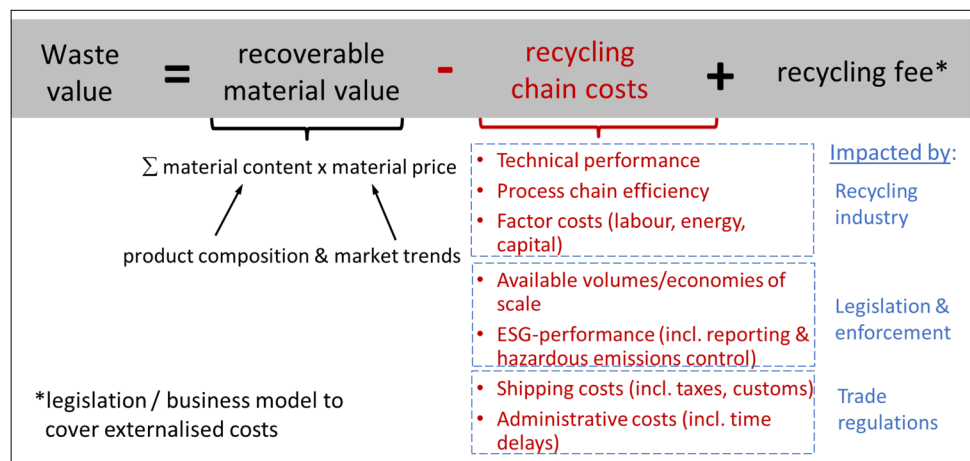 Waste value = recoverable material value - recycling chain costs + recycling fee*
∑ material content x material price
product composition & market trends
• Technical performance
• Process chain efficiency
• Factor costs (labour, energy,
capital)
• Available volumes/economies of
scale
• ESG-performance (incl. reporting &
hazardous emissions control)
• Shipping costs (incl. taxes, customs)
• Administrative costs (incl. time
delays)
Impacted by:
Recycling
industry
Legislation &
enforcement
Trade
regulations
*legislation / business model to
cover externalised costs